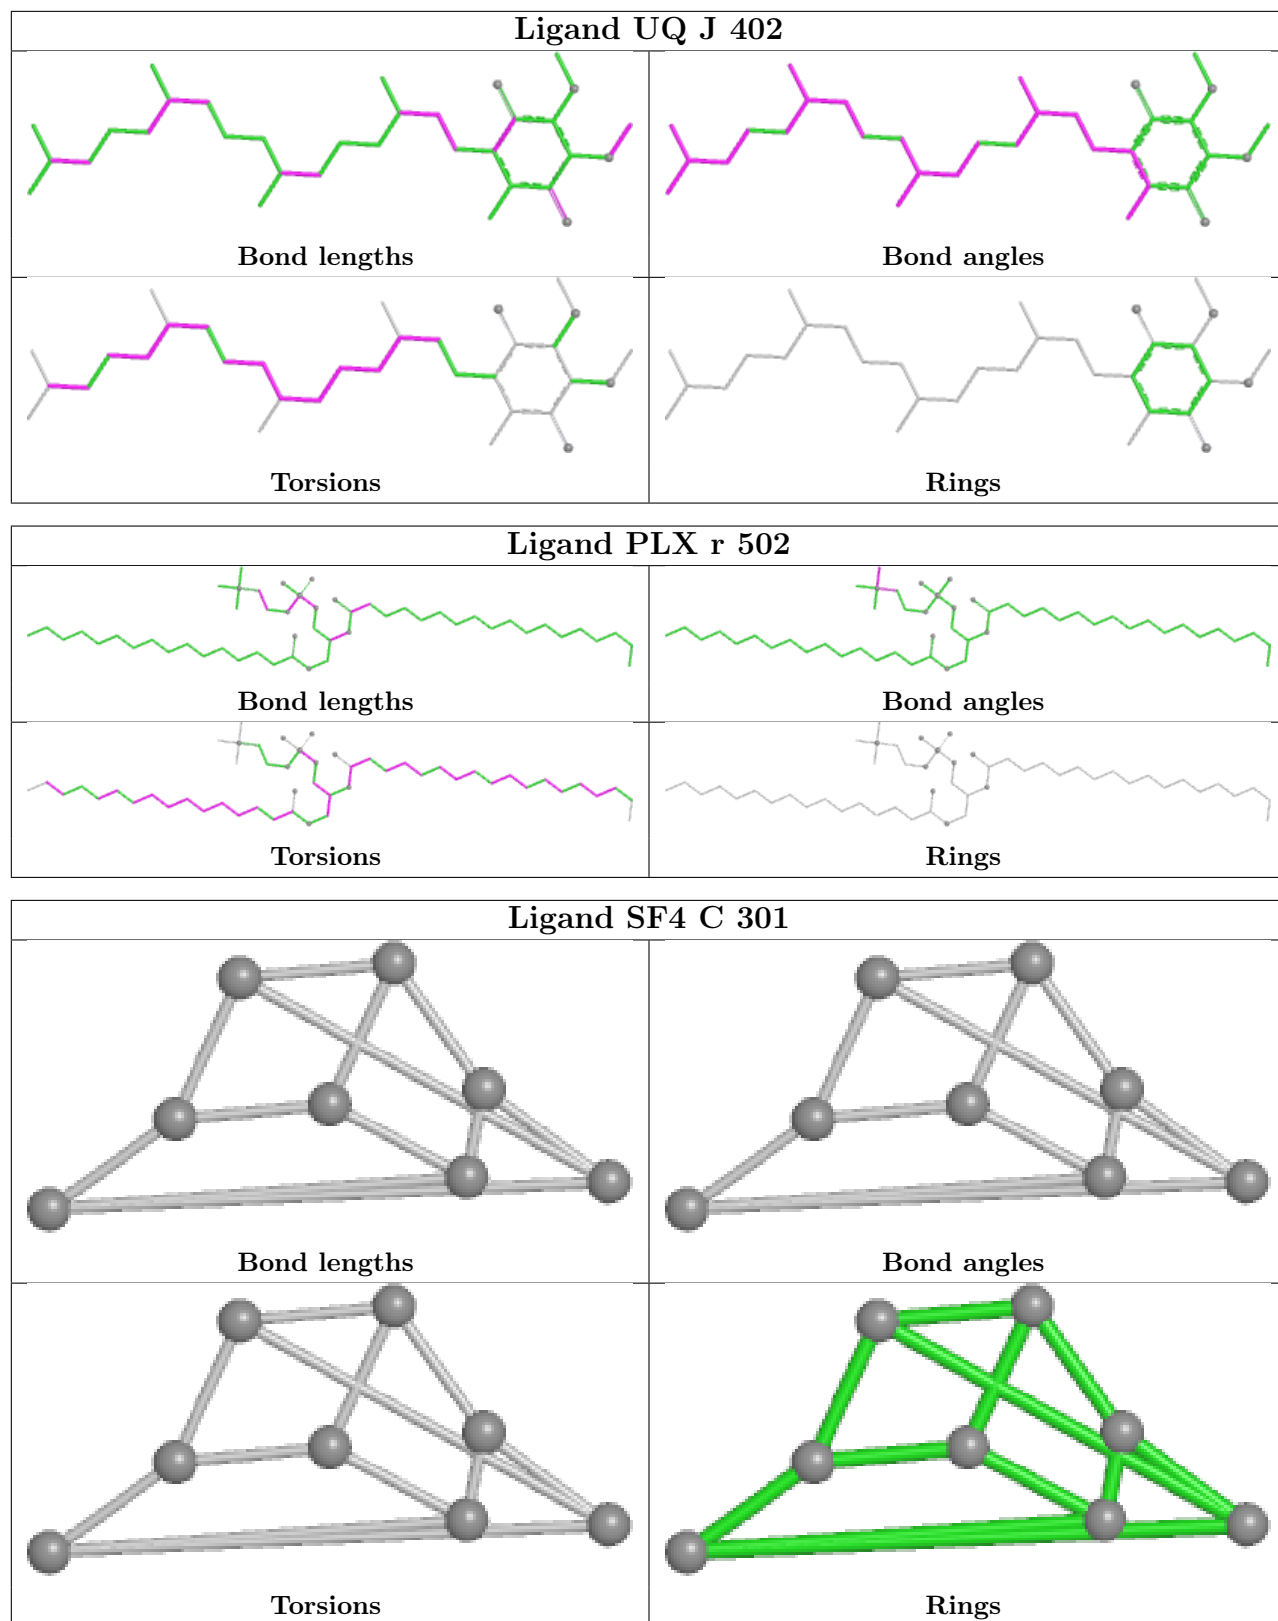 Ligand UQ J 402
Bond lengths
Bond angles
Torsions
Rings
Ligand PLX r 502
Bond lengths
Bond angles
Torsions
Rings
Ligand SF4 C 301
Bond lengths
Bond angles
Torsions
Rings